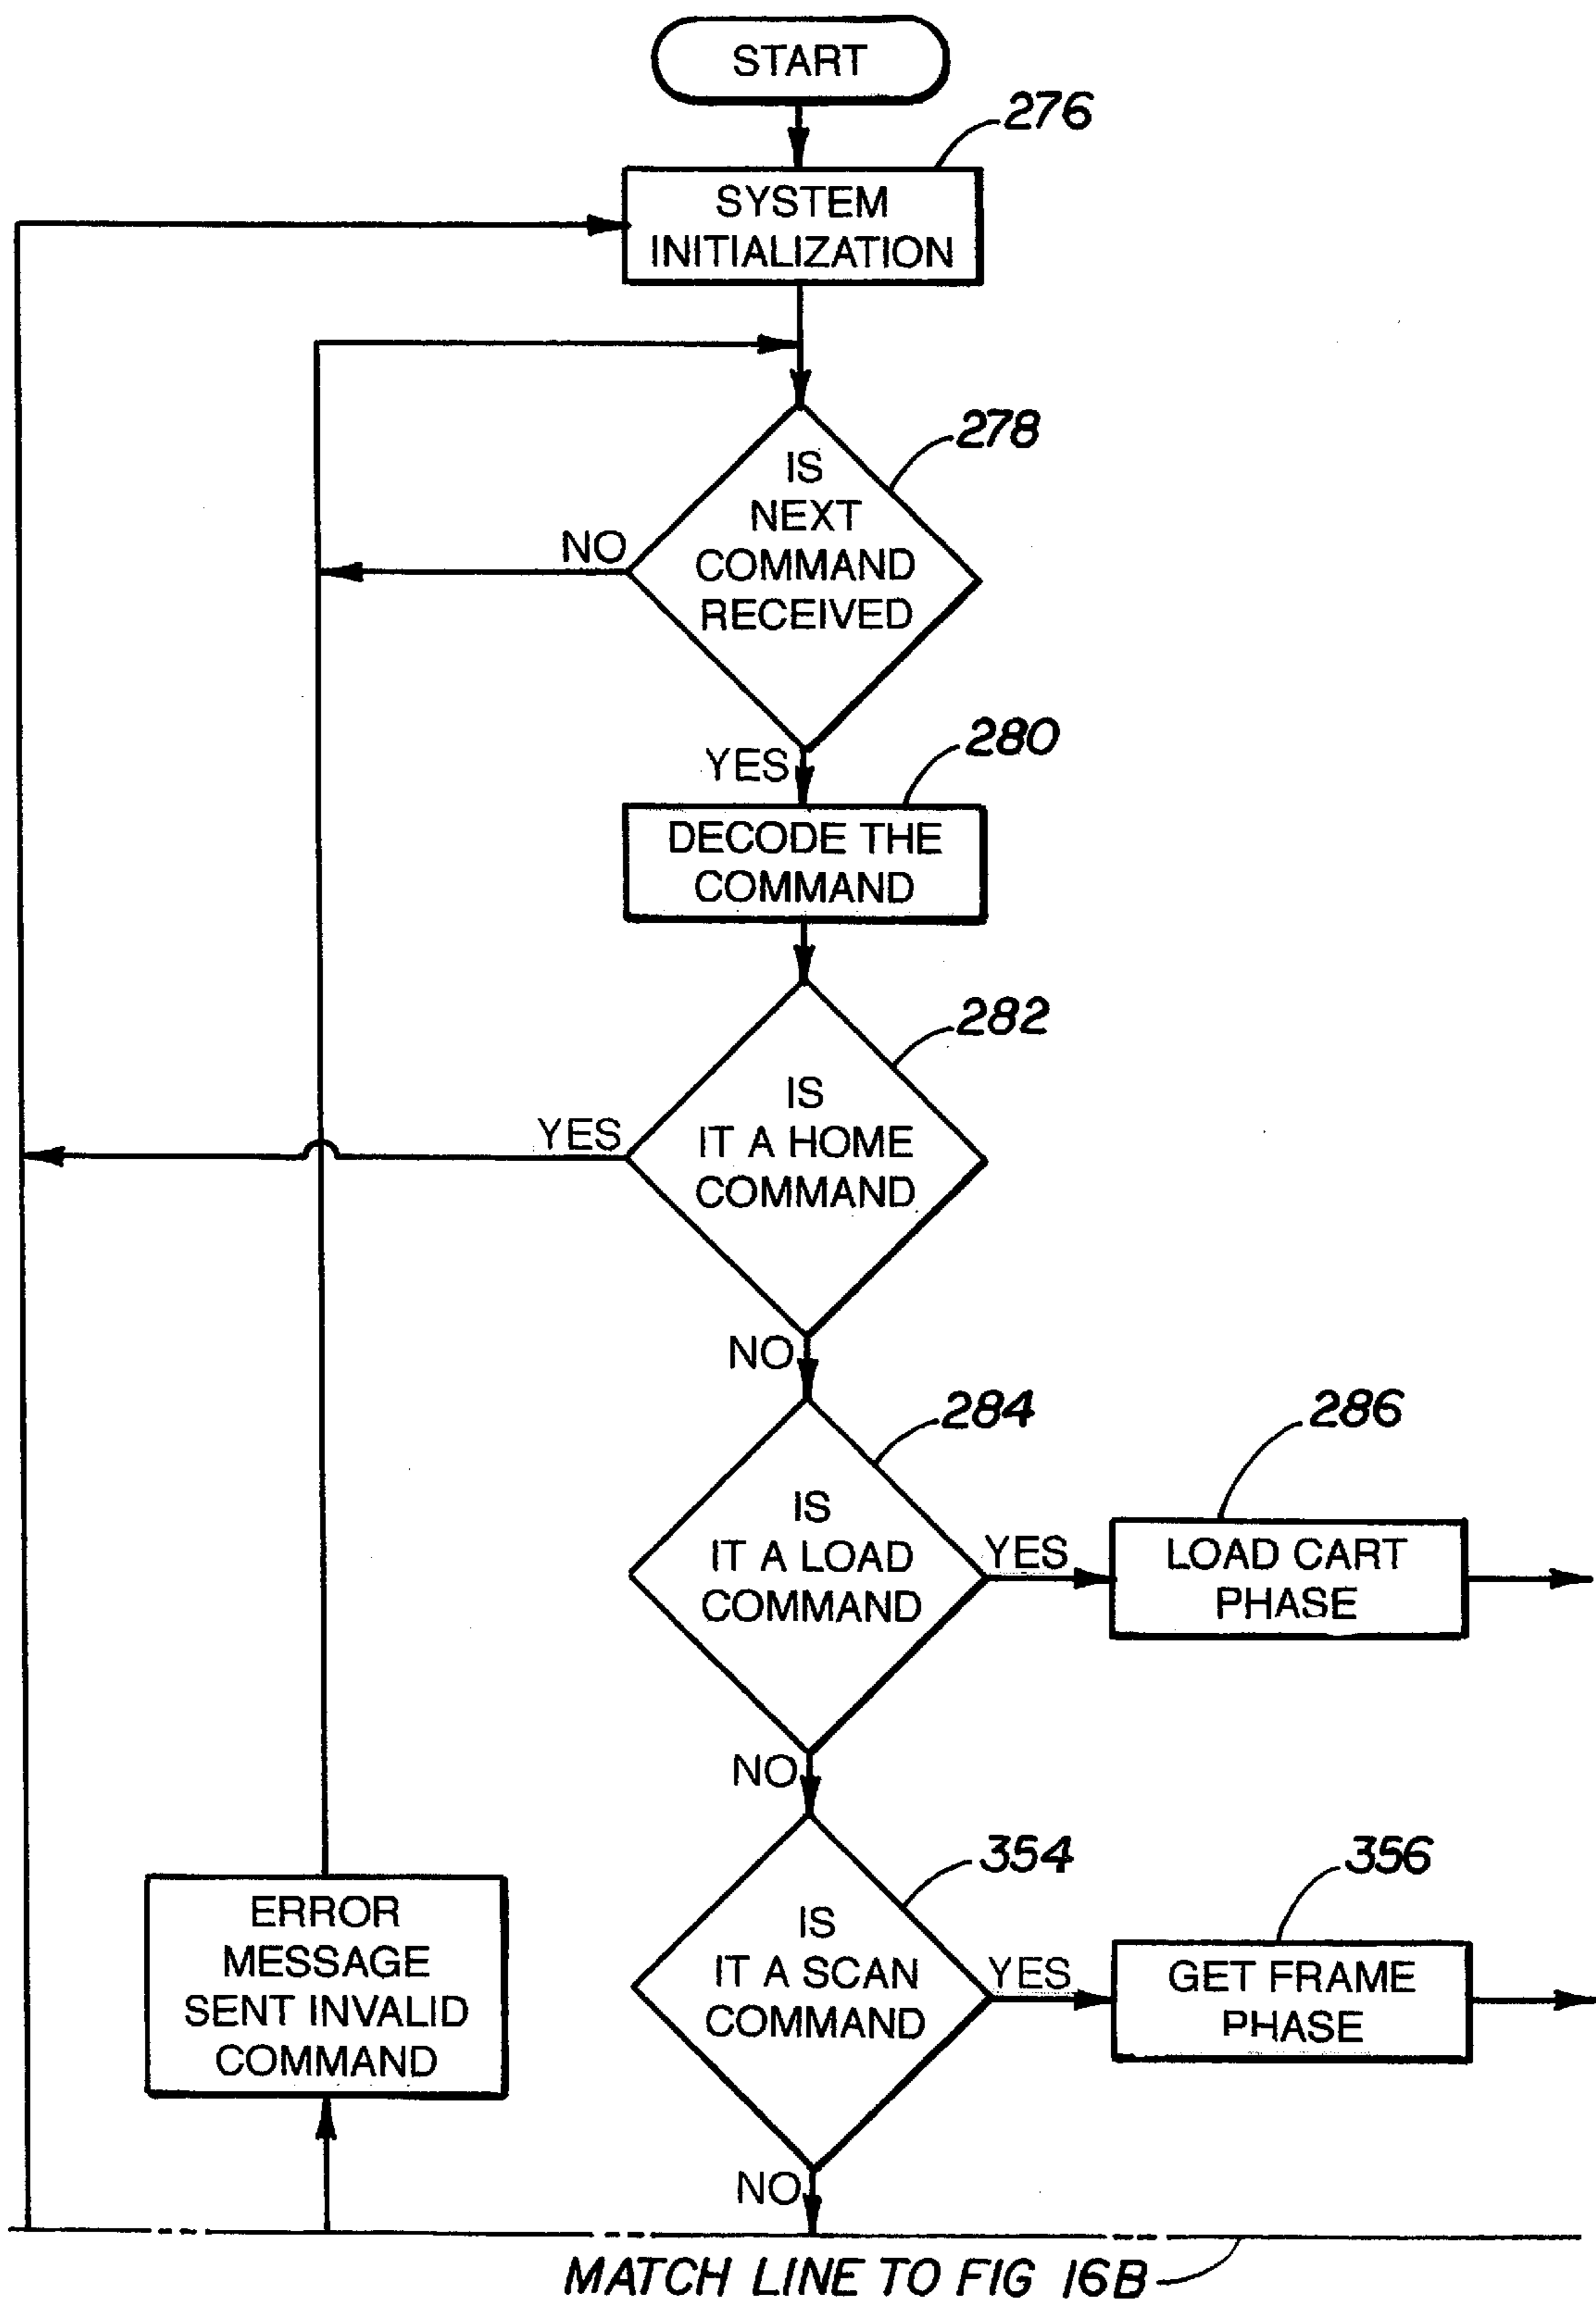 START
276
SYSTEM
INITIALIZATION
278
IS
NEXT
COMMAND
RECEIVED
NO
YES
280
DECODE THE
COMMAND
282
IS
IT A HOME
COMMAND
YES
NO
284
IS
IT A LOAD
COMMAND
YES
286
LOAD CART
PHASE
NO
354
IS
IT A SCAN
COMMAND
YES
356
GET FRAME
PHASE
ERROR
MESSAGE
SENT INVALID
COMMAND
NO
MATCH LINE TO FIG 16B